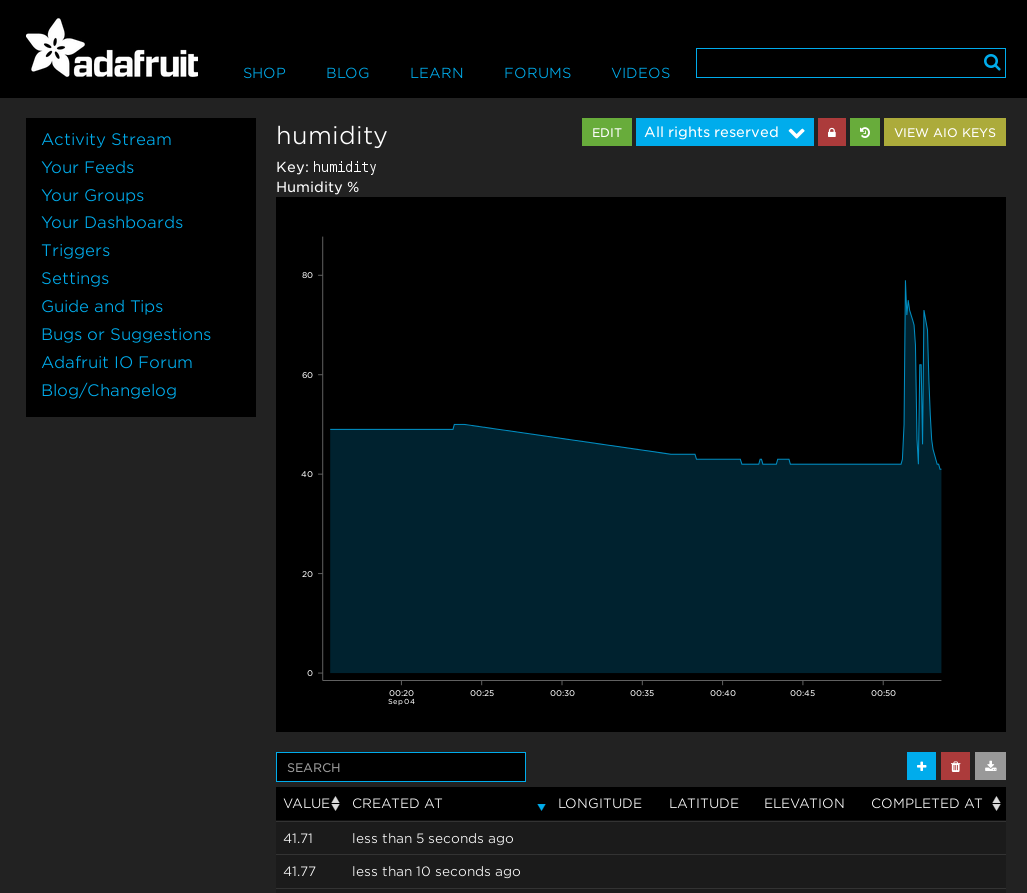 adafruit
SHOP BLOG LEARN FORUMS VIDEOS
Activity Stream
Your Feeds
Your Groups
Your Dashboards
Triggers
Settings
Guide and Tips
Bugs or Suggestions
Adafruit IO Forum
Blog/Changelog
humidity
EDIT All rights reserved VIEW AIO KEYS
Key: humidity
Humidity %
80
60
40
20
0
00:20 00:25 00:30 00:35 00:40 00:45 00:50
Sep 04
SEARCH
VALUE CREATED AT LONGITUDE LATITUDE ELEVATION COMPLETED AT
41.71 less than 5 seconds ago
41.77 less than 10 seconds ago